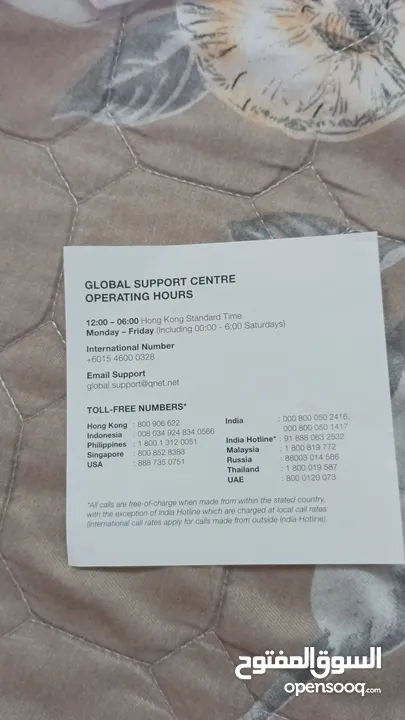 GLOBAL SUPPORT CENTRE
OPERATING HOURS
12:00 – 06:00 Hong Kong Standard Time
Monday – Friday (Including 00:00 - 6:00 Saturdays)
International Number
+6015 4600 0328
Email Support
global.support@qnet.net
TOLL-FREE NUMBERS*
Hong Kong : 800 906 622
Indonesia : 008 034 924 834 0566
Philippines : 1 800 1 312 0051
Singapore : 800 852 8383
USA : 888 735 0751
India : 000 800 050 2416,
000 800 050 1417
India Hotline* : 91 888 063 2532
Malaysia : 1 800 819 772
Russia : 88003 014 586
Thailand : 1 800 019 587
UAE : 800 0120 073
*All calls are free-of-charge when made from within the stated country,
with the exception of India Hotline which are charged at local call rates
(International call rates apply for calls made from outside India Hotline).
السوق المفتوح
opensooq.com